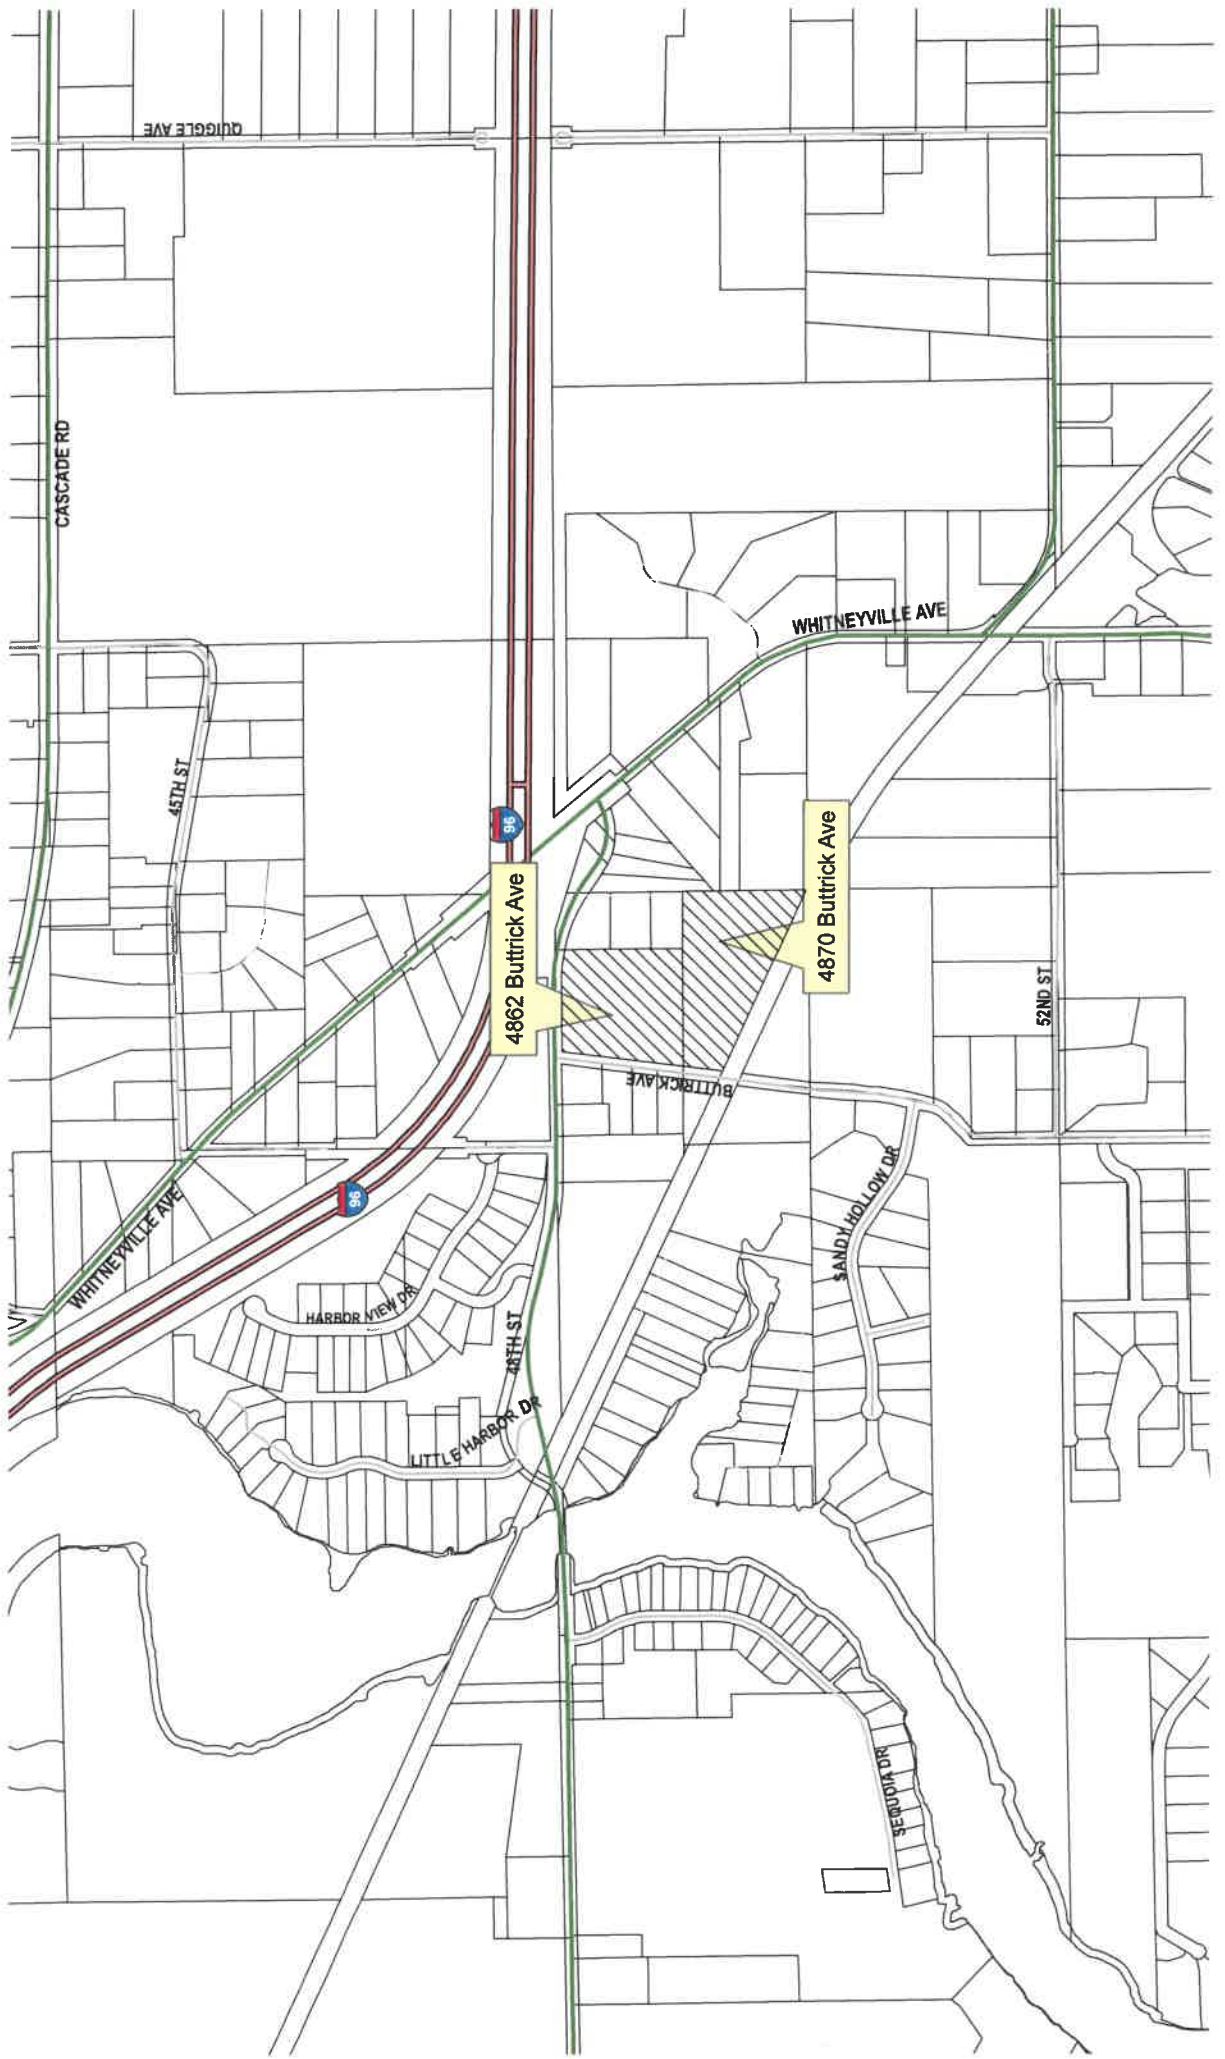 QUIGGLE AVE
CASCADE RD
45TH ST
WHITNEYVILLE AVE
96
4862 Buttrick Ave
4870 Buttrick Ave
BUTTRICK AVE
52ND ST
WHITNEYVILLE AVE
96
HARBOR VIEW DR
SANDY HOLLOW DR
48TH ST
LITTLE HARBOR DR
SEQUOIA DR